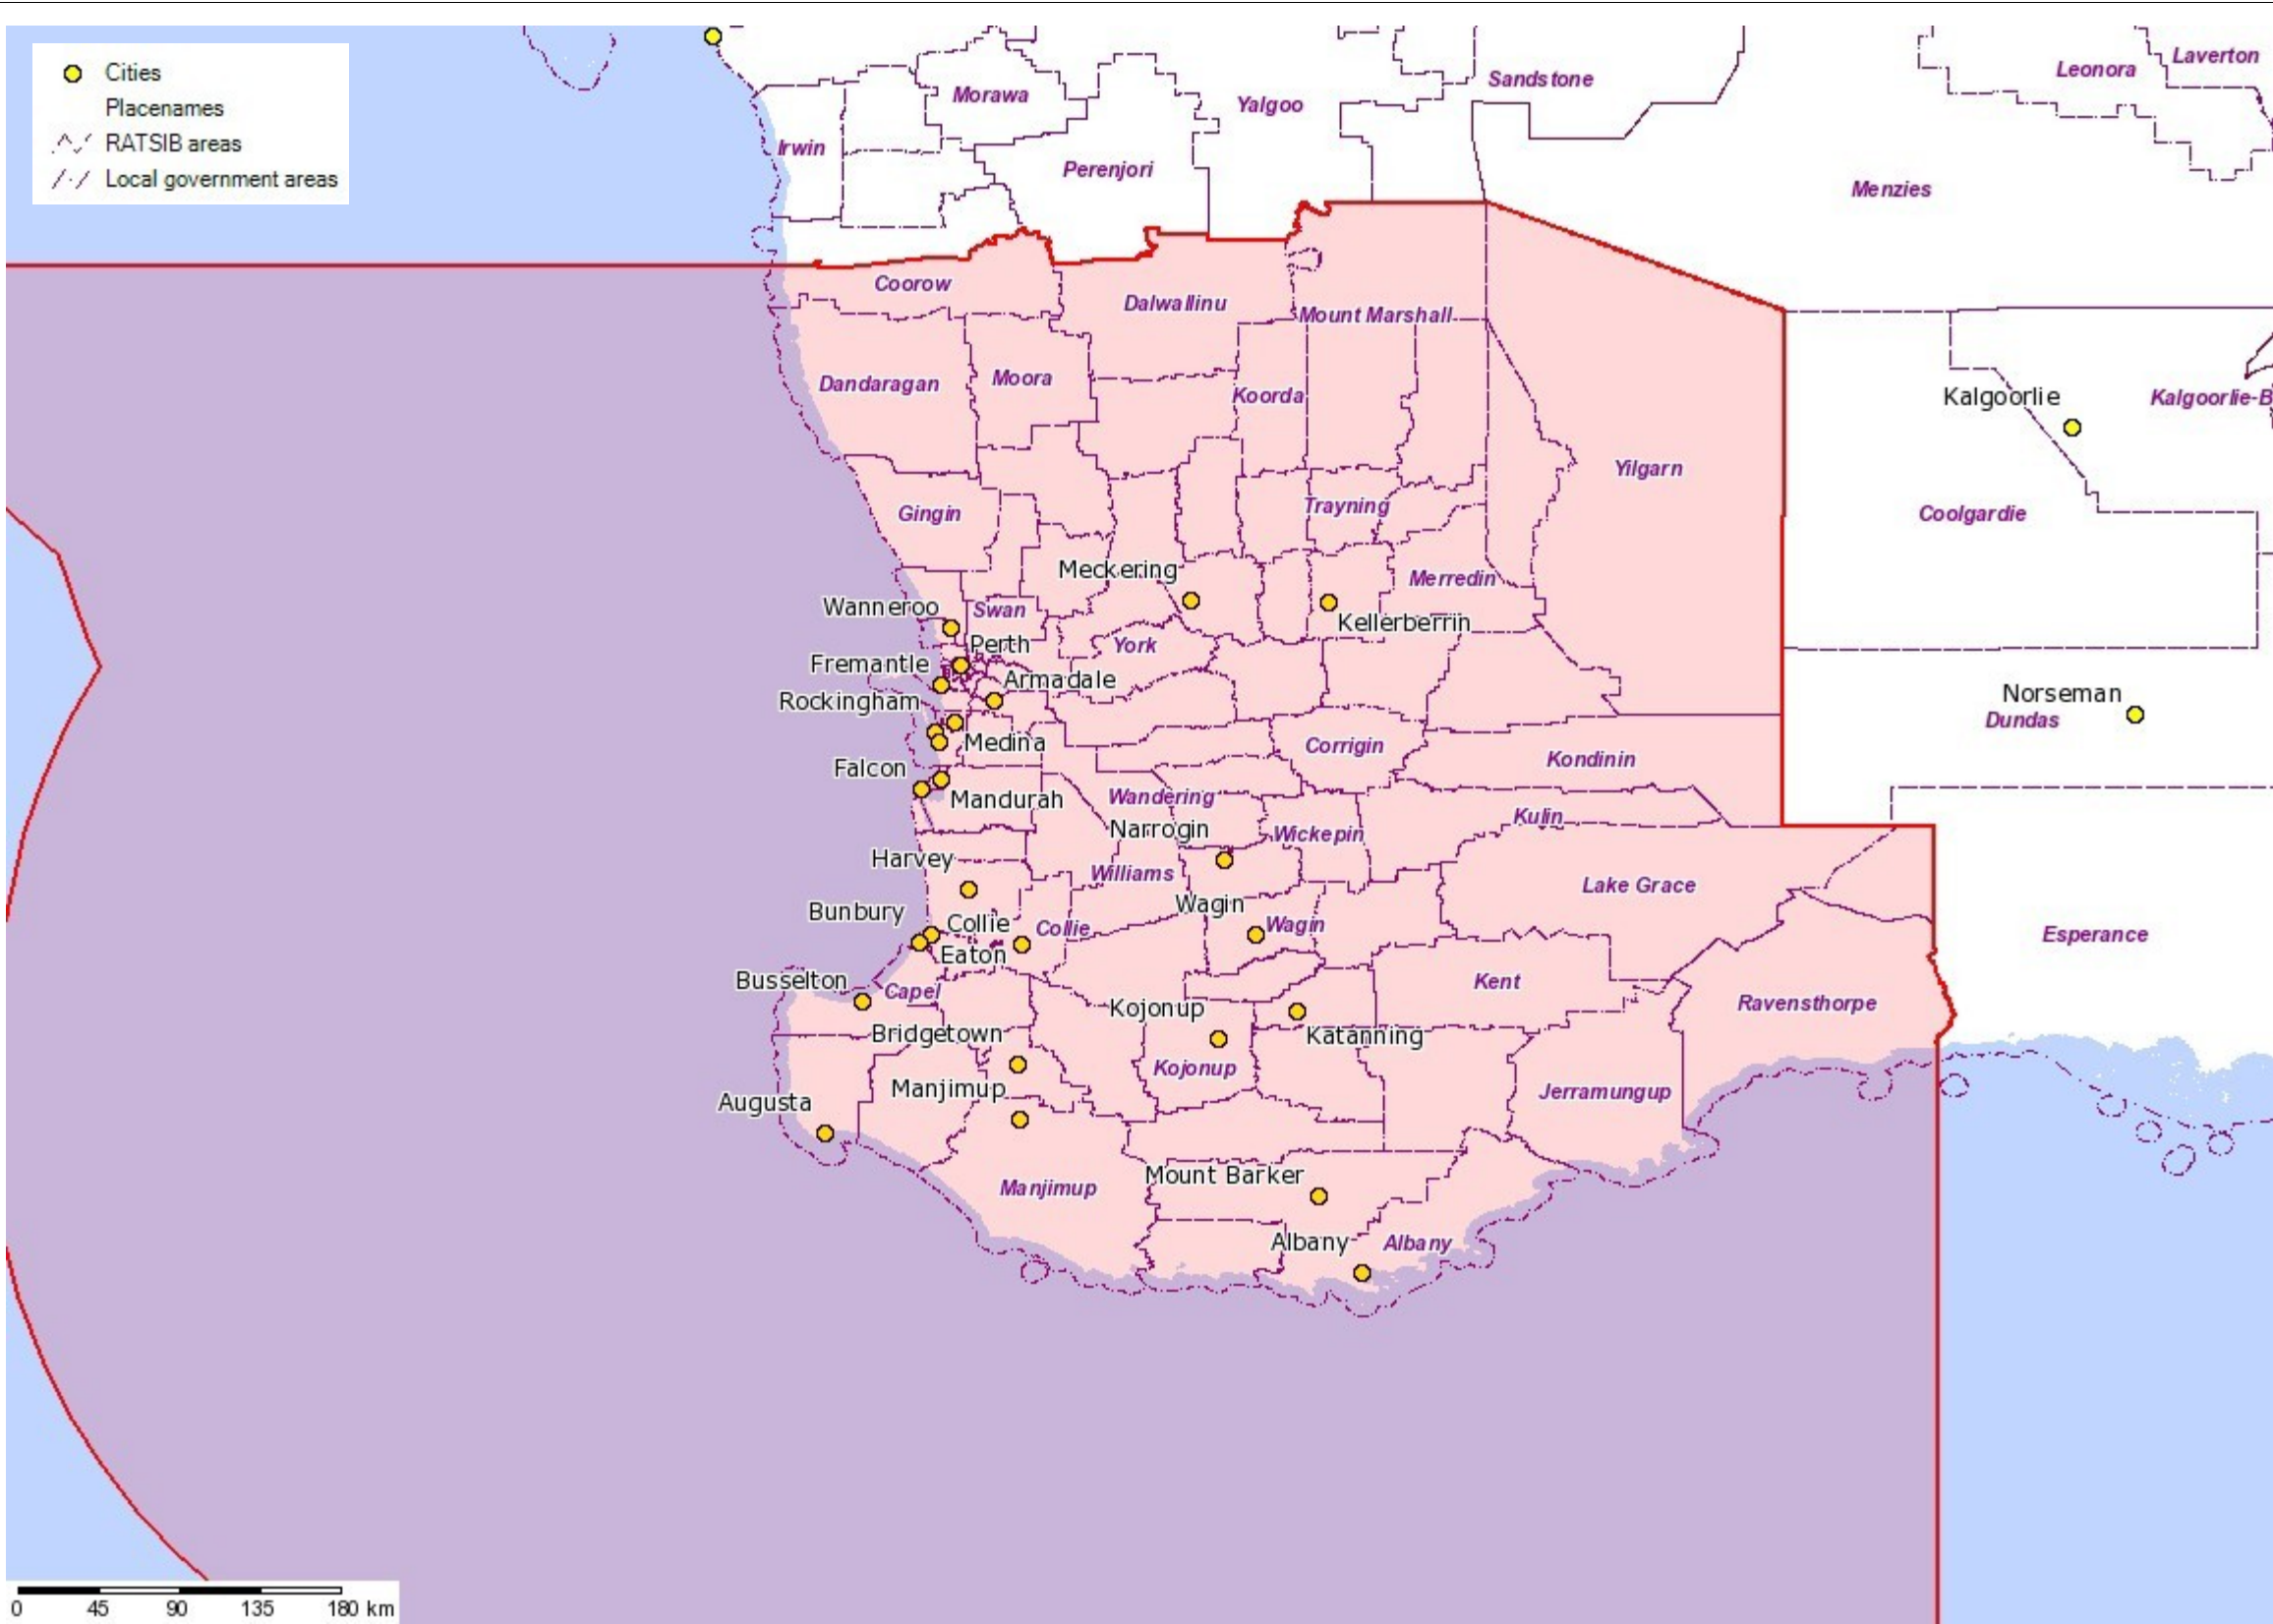 Cities
Placenames
RATSIB areas
Local government areas
Laverton
Leonora
Sandstone
Morawa
Yalgoo
Irwin
Perenjori
Menzies
Coorow
Dalwallinu
Mount Marshall
Dandaragan
Moora
Koorda
Kalgoorlie
Kalgoorlie-B
Yilgarn
Trayning
Gingin
Coolgardie
Meckering
Merredin
Wanneroo
Swan
Kellerberrin
Perth
York
Fremantle
Armadale
Rockingham
Norseman
Dundas
Medina
Corrigin
Kondinin
Falcon
Mandurah
Wandering
Kulin
Narrogin
Wickepin
Harvey
Williams
Lake Grace
Wagin
Bunbury
Collie
Collie
Wagin
Esperance
Eaton
Busselton
Capel
Kent
Ravensthorpe
Kojonup
Bridgetown
Katanning
Kojonup
Manjimup
Jerramungup
Augusta
Mount Barker
Manjimup
Albany
Albany
0 45 90 135 180 km